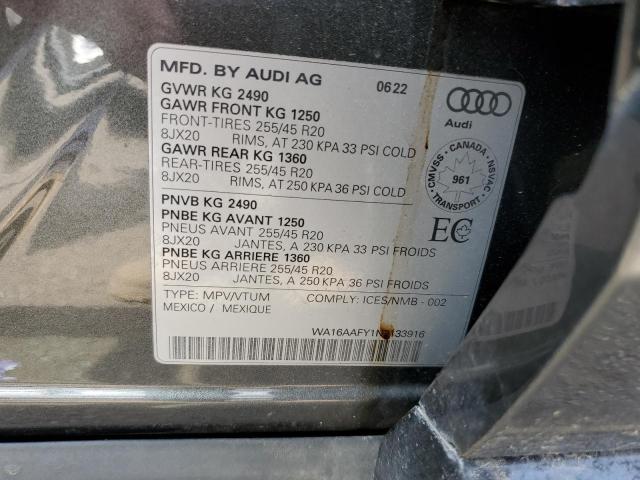 MFD. BY AUDI AG 0622
GVWR KG 2490
GAWR FRONT KG 1250
FRONT-TIRES 255/45 R20
8JX20 RIMS, AT 230 KPA 33 PSI COLD
GAWR REAR KG 1360
REAR-TIRES 255/45 R20
8JX20 RIMS, AT 250 KPA 36 PSI COLD
PNVB KG 2490
PNBE KG AVANT 1250
PNEUS AVANT 255/45 R20
8JX20 JANTES, A 230 KPA 33 PSI FROIDS
PNBE KG ARRIERE 1360
PNEUS ARRIERE 255/45 R20
8JX20 JANTES, A 250 KPA 36 PSI FROIDS
TYPE: MPV/VTUM COMPLY: ICES/NMB - 002
MEXICO / MEXIQUE
Audi
CMVSS - CANADA - NSVAC
961
TRANSPORT
EC